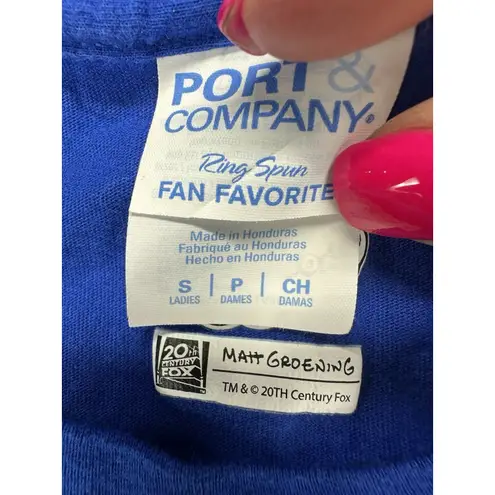 PORT &
COMPANY®
Ring Spun
FAN FAVORITE
Made in Honduras
Fabriqué au Honduras
Hecho en Honduras
S | P | CH
LADIES | DAMES | DAMAS
20th
CENTURY
FOX
MATT GROENING
TM & © 20TH Century Fox